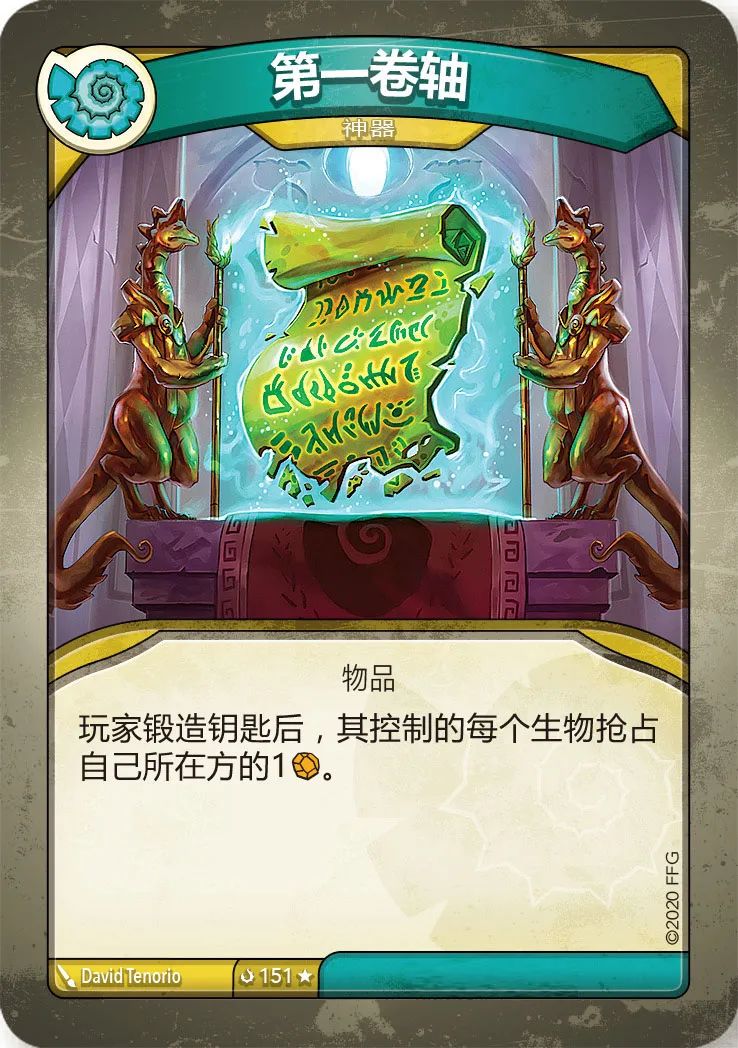 第一卷轴
神器
物品
玩家锻造钥匙后，其控制的每个生物抢占
自己所在方的1。
©2020 FFG
David Tenorio
151